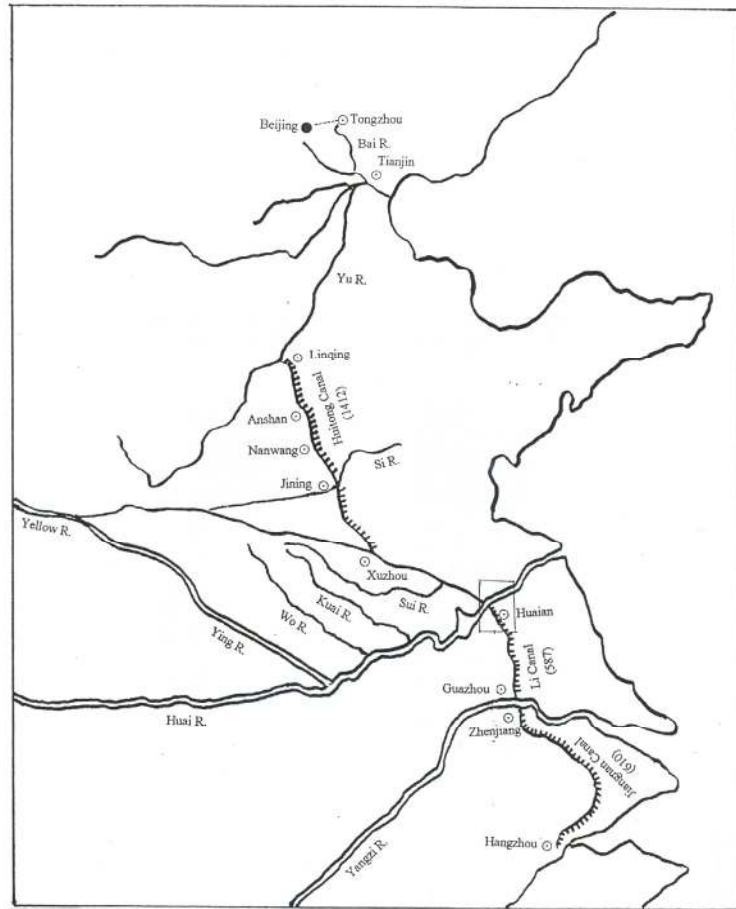 Beijing
Tongzhou
Bai R.
Tianjin
Yu R.
Linqing
Huitong Canal
(1412)
Anshan
Nanwang
Si R.
Jining
Yellow R.
Xuzhou
Sui R.
Kuai R.
Wo R.
Ying R.
Huaian
Li Canal
(587)
Guazhou
Huai R.
Zhenjiang
Jiangnan Canal
(610)
Hangzhou
Yangzi R.